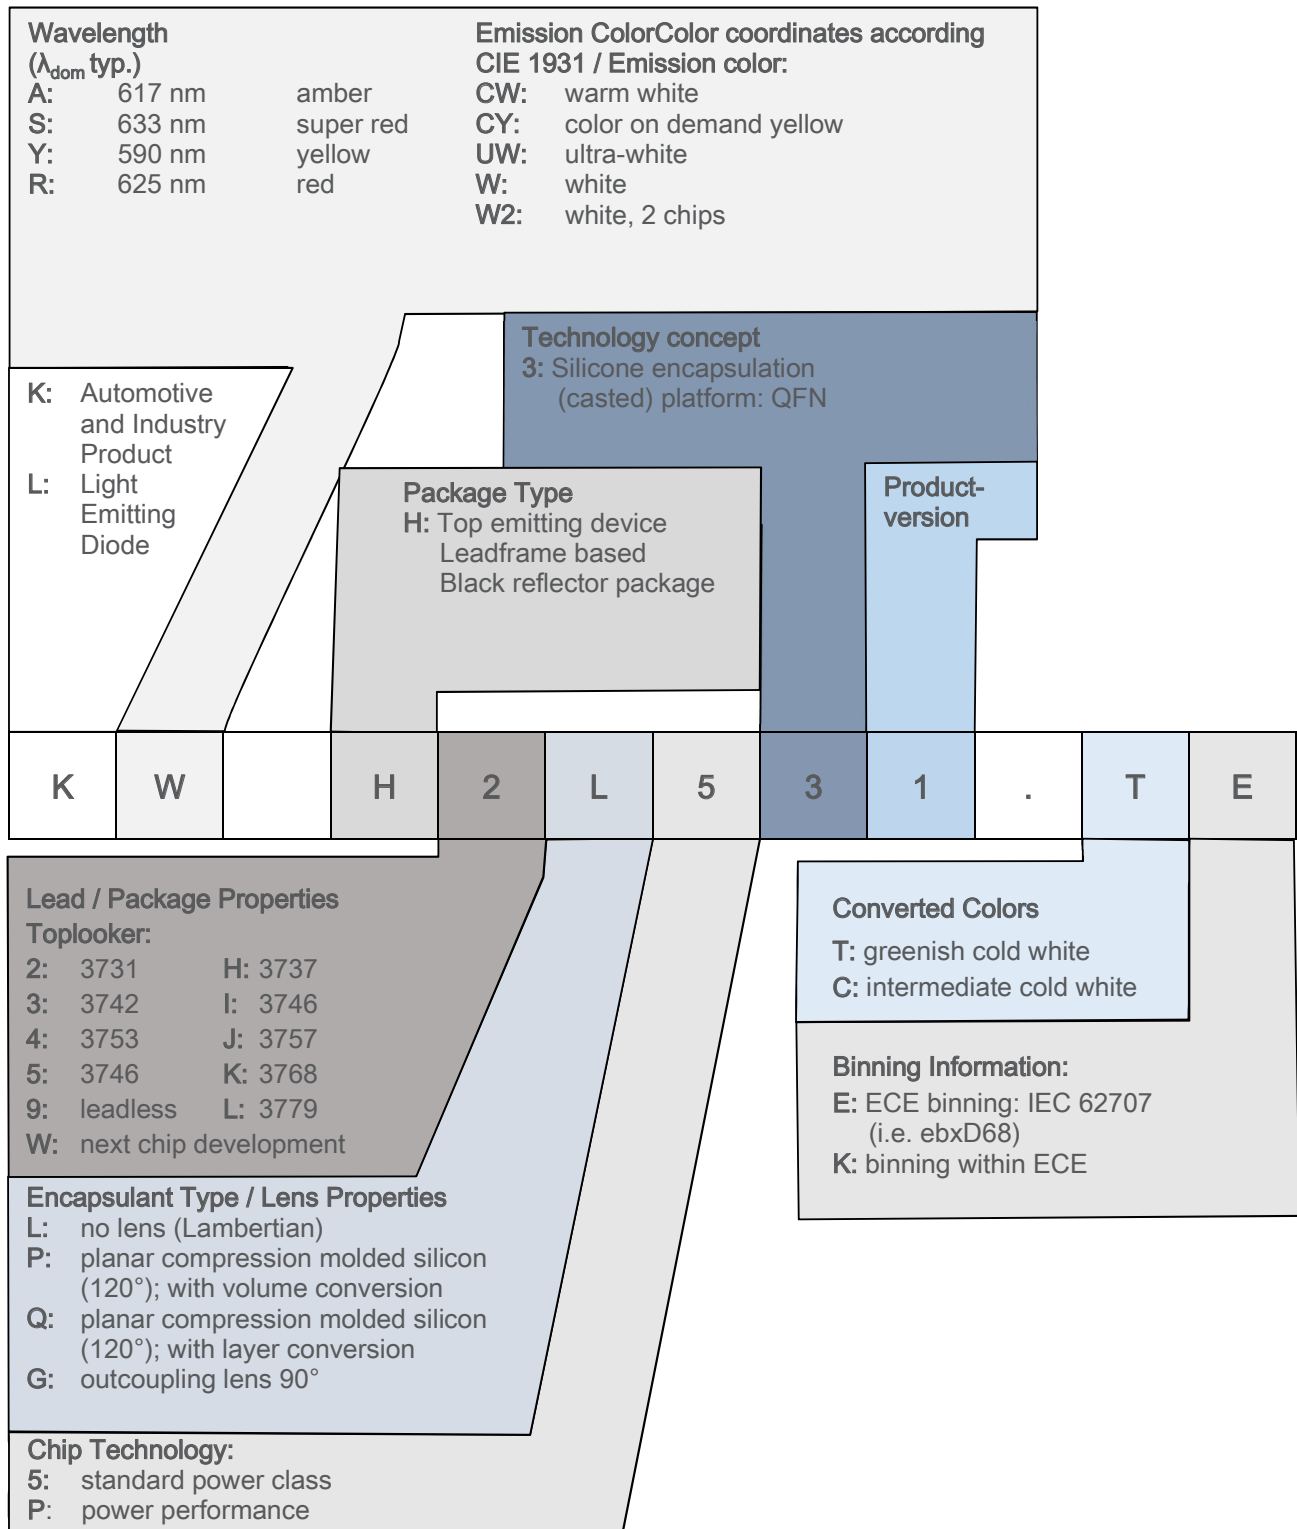 Wavelength
(λdom typ.)
A: 617 nm amber
S: 633 nm super red
Y: 590 nm yellow
R: 625 nm red
Emission ColorColor coordinates according
CIE 1931 / Emission color:
CW: warm white
CY: color on demand yellow
UW: ultra-white
W: white
W2: white, 2 chips
Technology concept
3: Silicone encapsulation
(casted) platform: QFN
K: Automotive
and Industry
Product
L: Light
Emitting
Diode
Package Type
H: Top emitting device
Leadframe based
Black reflector package
Product-
version
K W H 2 L 5 3 1 . T E
Lead / Package Properties
Toplooker:
2: 3731 H: 3737
3: 3742 I: 3746
4: 3753 J: 3757
5: 3746 K: 3768
9: leadless L: 3779
W: next chip development
Converted Colors
T: greenish cold white
C: intermediate cold white
Binning Information:
E: ECE binning: IEC 62707
(i.e. ebxD68)
K: binning within ECE
Encapsulant Type / Lens Properties
L: no lens (Lambertian)
P: planar compression molded silicon
(120°); with volume conversion
Q: planar compression molded silicon
(120°); with layer conversion
G: outcoupling lens 90°
Chip Technology:
5: standard power class
P: power performance